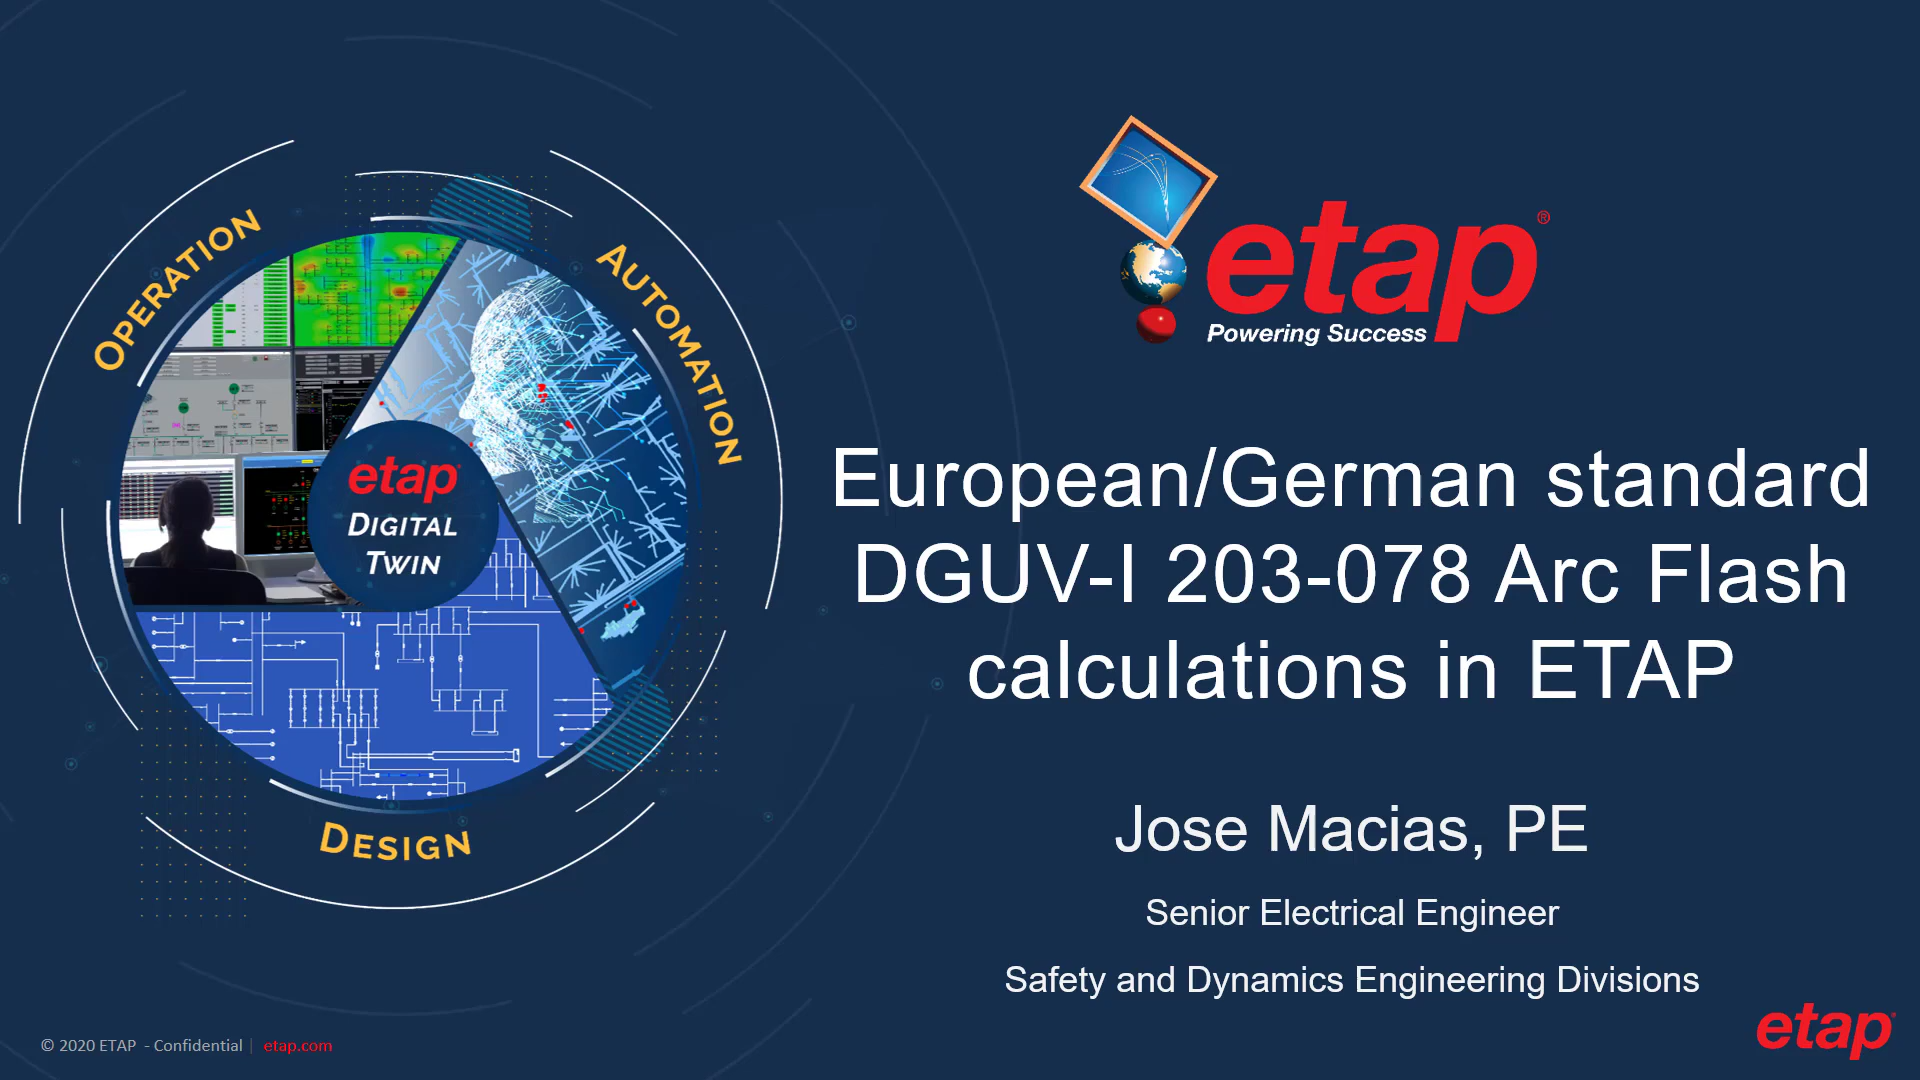 OPERATION
AUTOMATION
etap
DIGITAL
TWIN
DESIGN
etap®
Powering Success
European/German standard
DGUV-I 203-078 Arc Flash
calculations in ETAP
Jose Macias, PE
Senior Electrical Engineer
Safety and Dynamics Engineering Divisions
© 2020 ETAP - Confidential | etap.com
etap